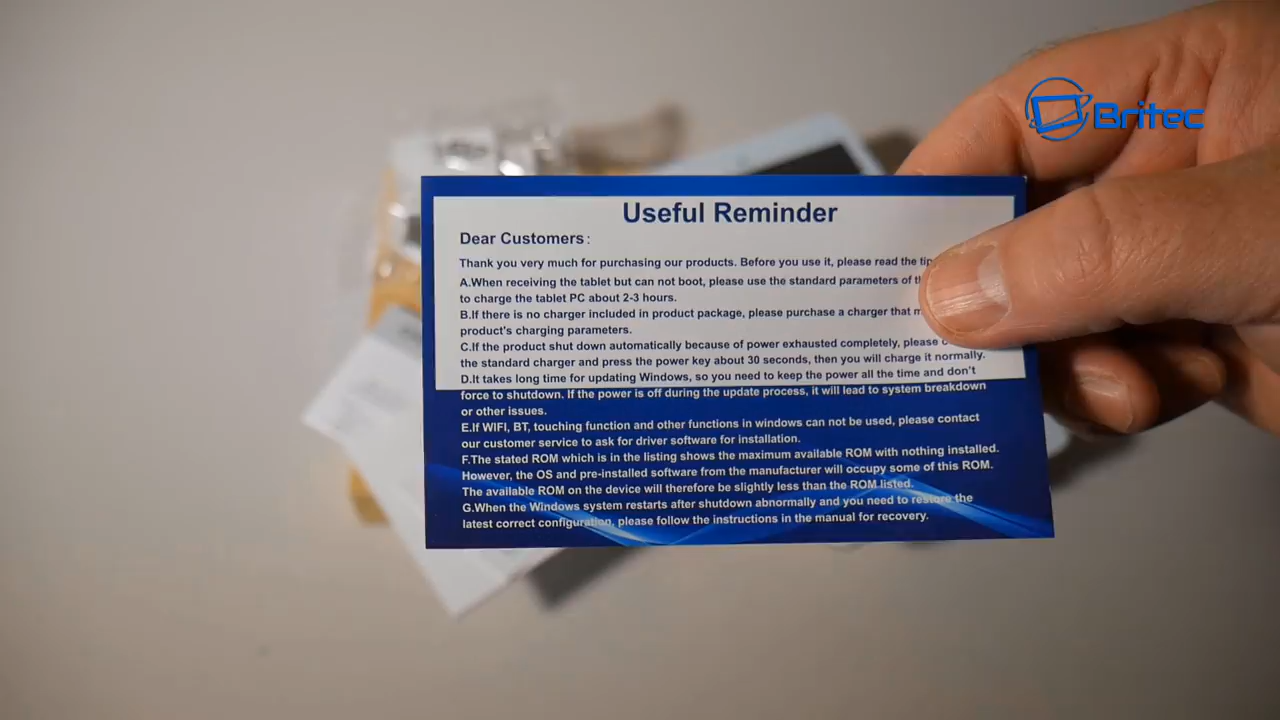 Britec
Useful Reminder
Dear Customers:
Thank you very much for purchasing our products. Before you use it, please read the
A.When receiving the tablet but can not boot, please use the standard parameters of
to charge the tablet PC about 2-3 hours.
B.If there is no charger included in product package, please purchase a charger that
product's charging parameters.
C.If the product shut down automatically because of power exhausted completely, please
the standard charger and press the power key about 30 seconds, then you will charge it normally.
D.It takes long time for updating Windows, so you need to keep the power all the time and don't
force to shutdown. If the power is off during the update process, it will lead to system breakdown
or other issues.
E.If WIFI, BT, touching function and other functions in windows can not be used, please contact
our customer service to ask for driver software for installation.
F.The stated ROM which is in the listing shows the maximum available ROM with nothing installed.
However, the OS and pre-installed software from the manufacturer will occupy some of this ROM.
The available ROM on the device will therefore be slightly less than the ROM listed.
G.When the Windows system restarts after shutdown abnormally and you need to restore the
latest correct configuration, please follow the instructions in the manual for recovery.